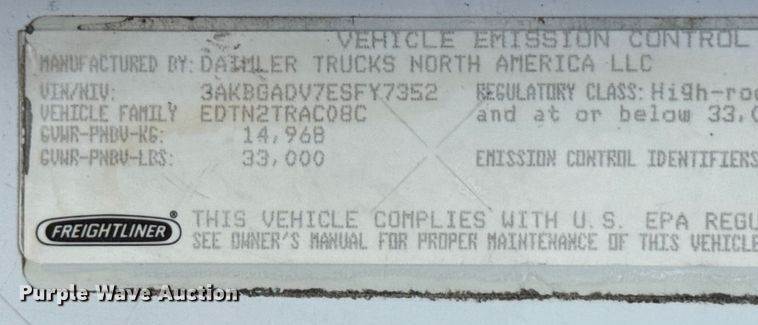 VEHICLE EMISSION CONTROL
MANUFACTURED BY: DAIMLER TRUCKS NORTH AMERICA LLC
VIN/NIV: 3AKBGADV7ESFY7352 REGULATORY CLASS: High-roo
VEHICLE FAMILY EDTN2TRAC08C and at or below 33,0
GVWR-PNBV-KG: 14,968
GVWR-PNBV-LBS: 33,000 EMISSION CONTROL IDENTIFIERS
FREIGHTLINER® THIS VEHICLE COMPLIES WITH U.S. EPA REGU
SEE OWNER'S MANUAL FOR PROPER MAINTENANCE OF THIS VEHICLE
Purple Wave Auction